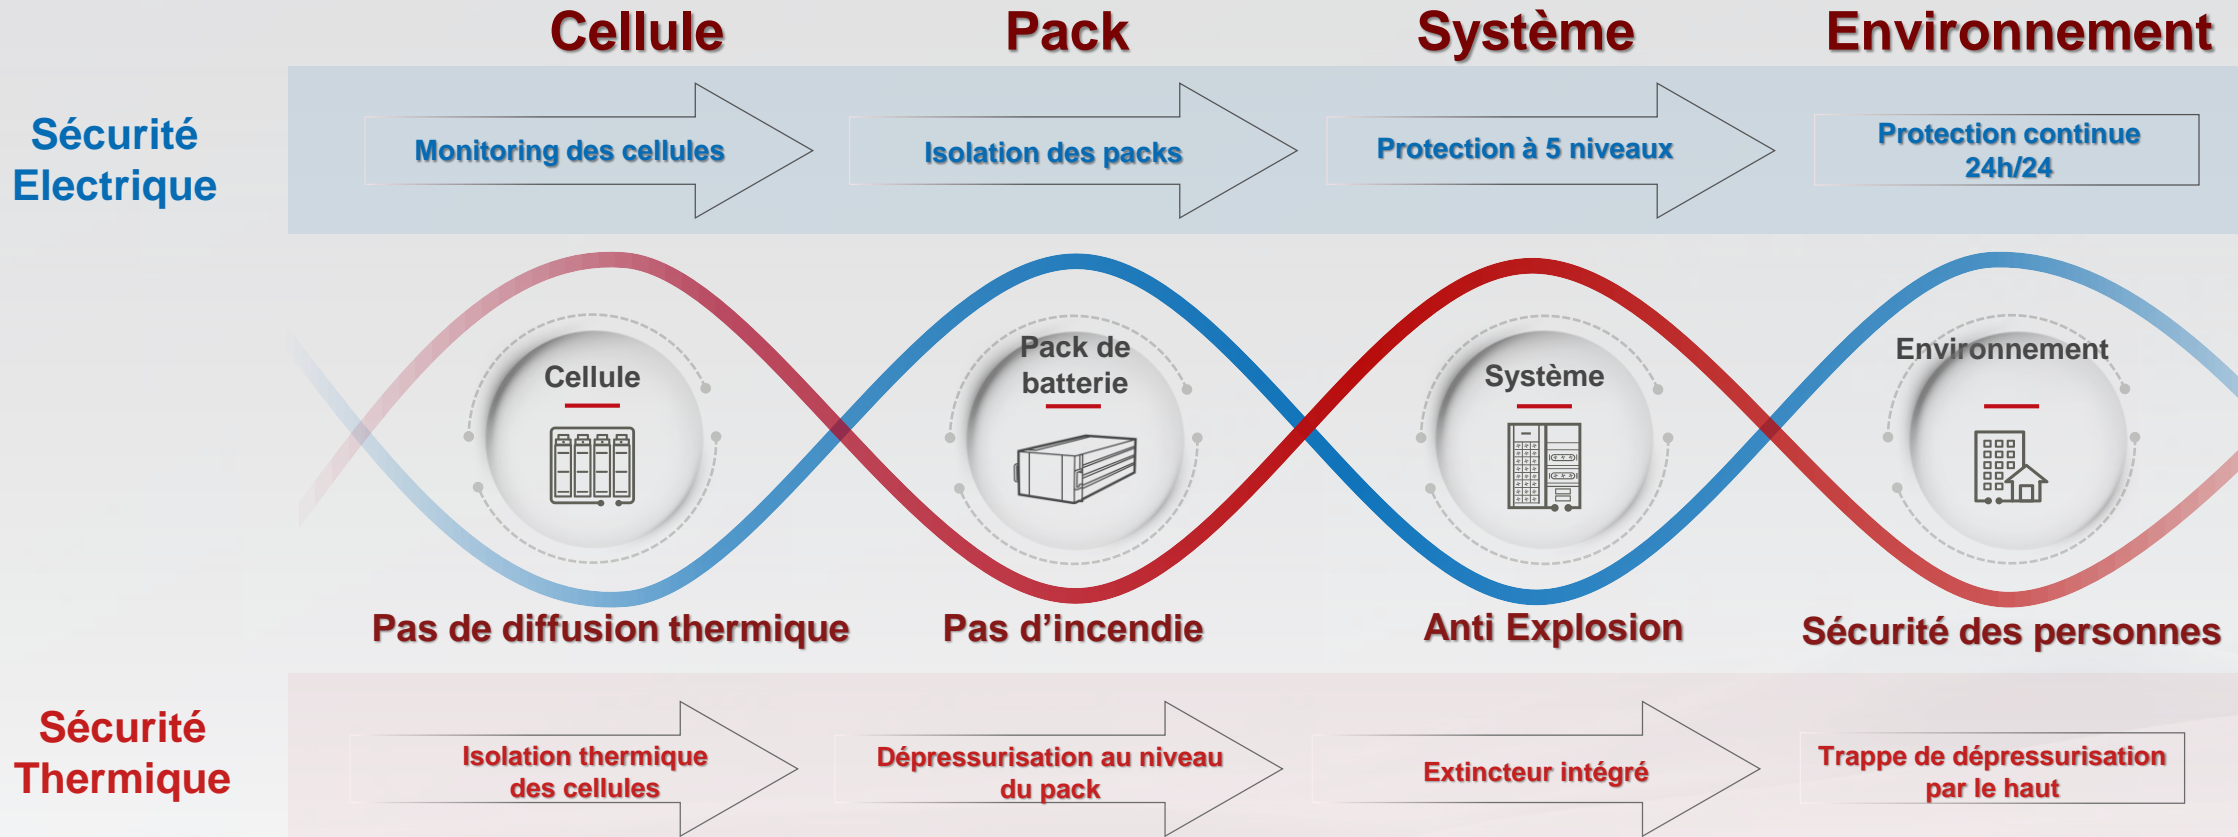 Cellule
Pack
Système
Environnement
Sécurité
Electrique
Monitoring des cellules
Isolation des packs
Protection à 5 niveaux
Protection continue
24h/24
Cellule
Pack de
batterie
Système
Environnement
Pas de diffusion thermique
Pas d’incendie
Anti Explosion
Sécurité des personnes
Sécurité
Thermique
Isolation thermique
des cellules
Dépressurisation au niveau
du pack
Extincteur intégré
Trappe de dépressurisation
par le haut